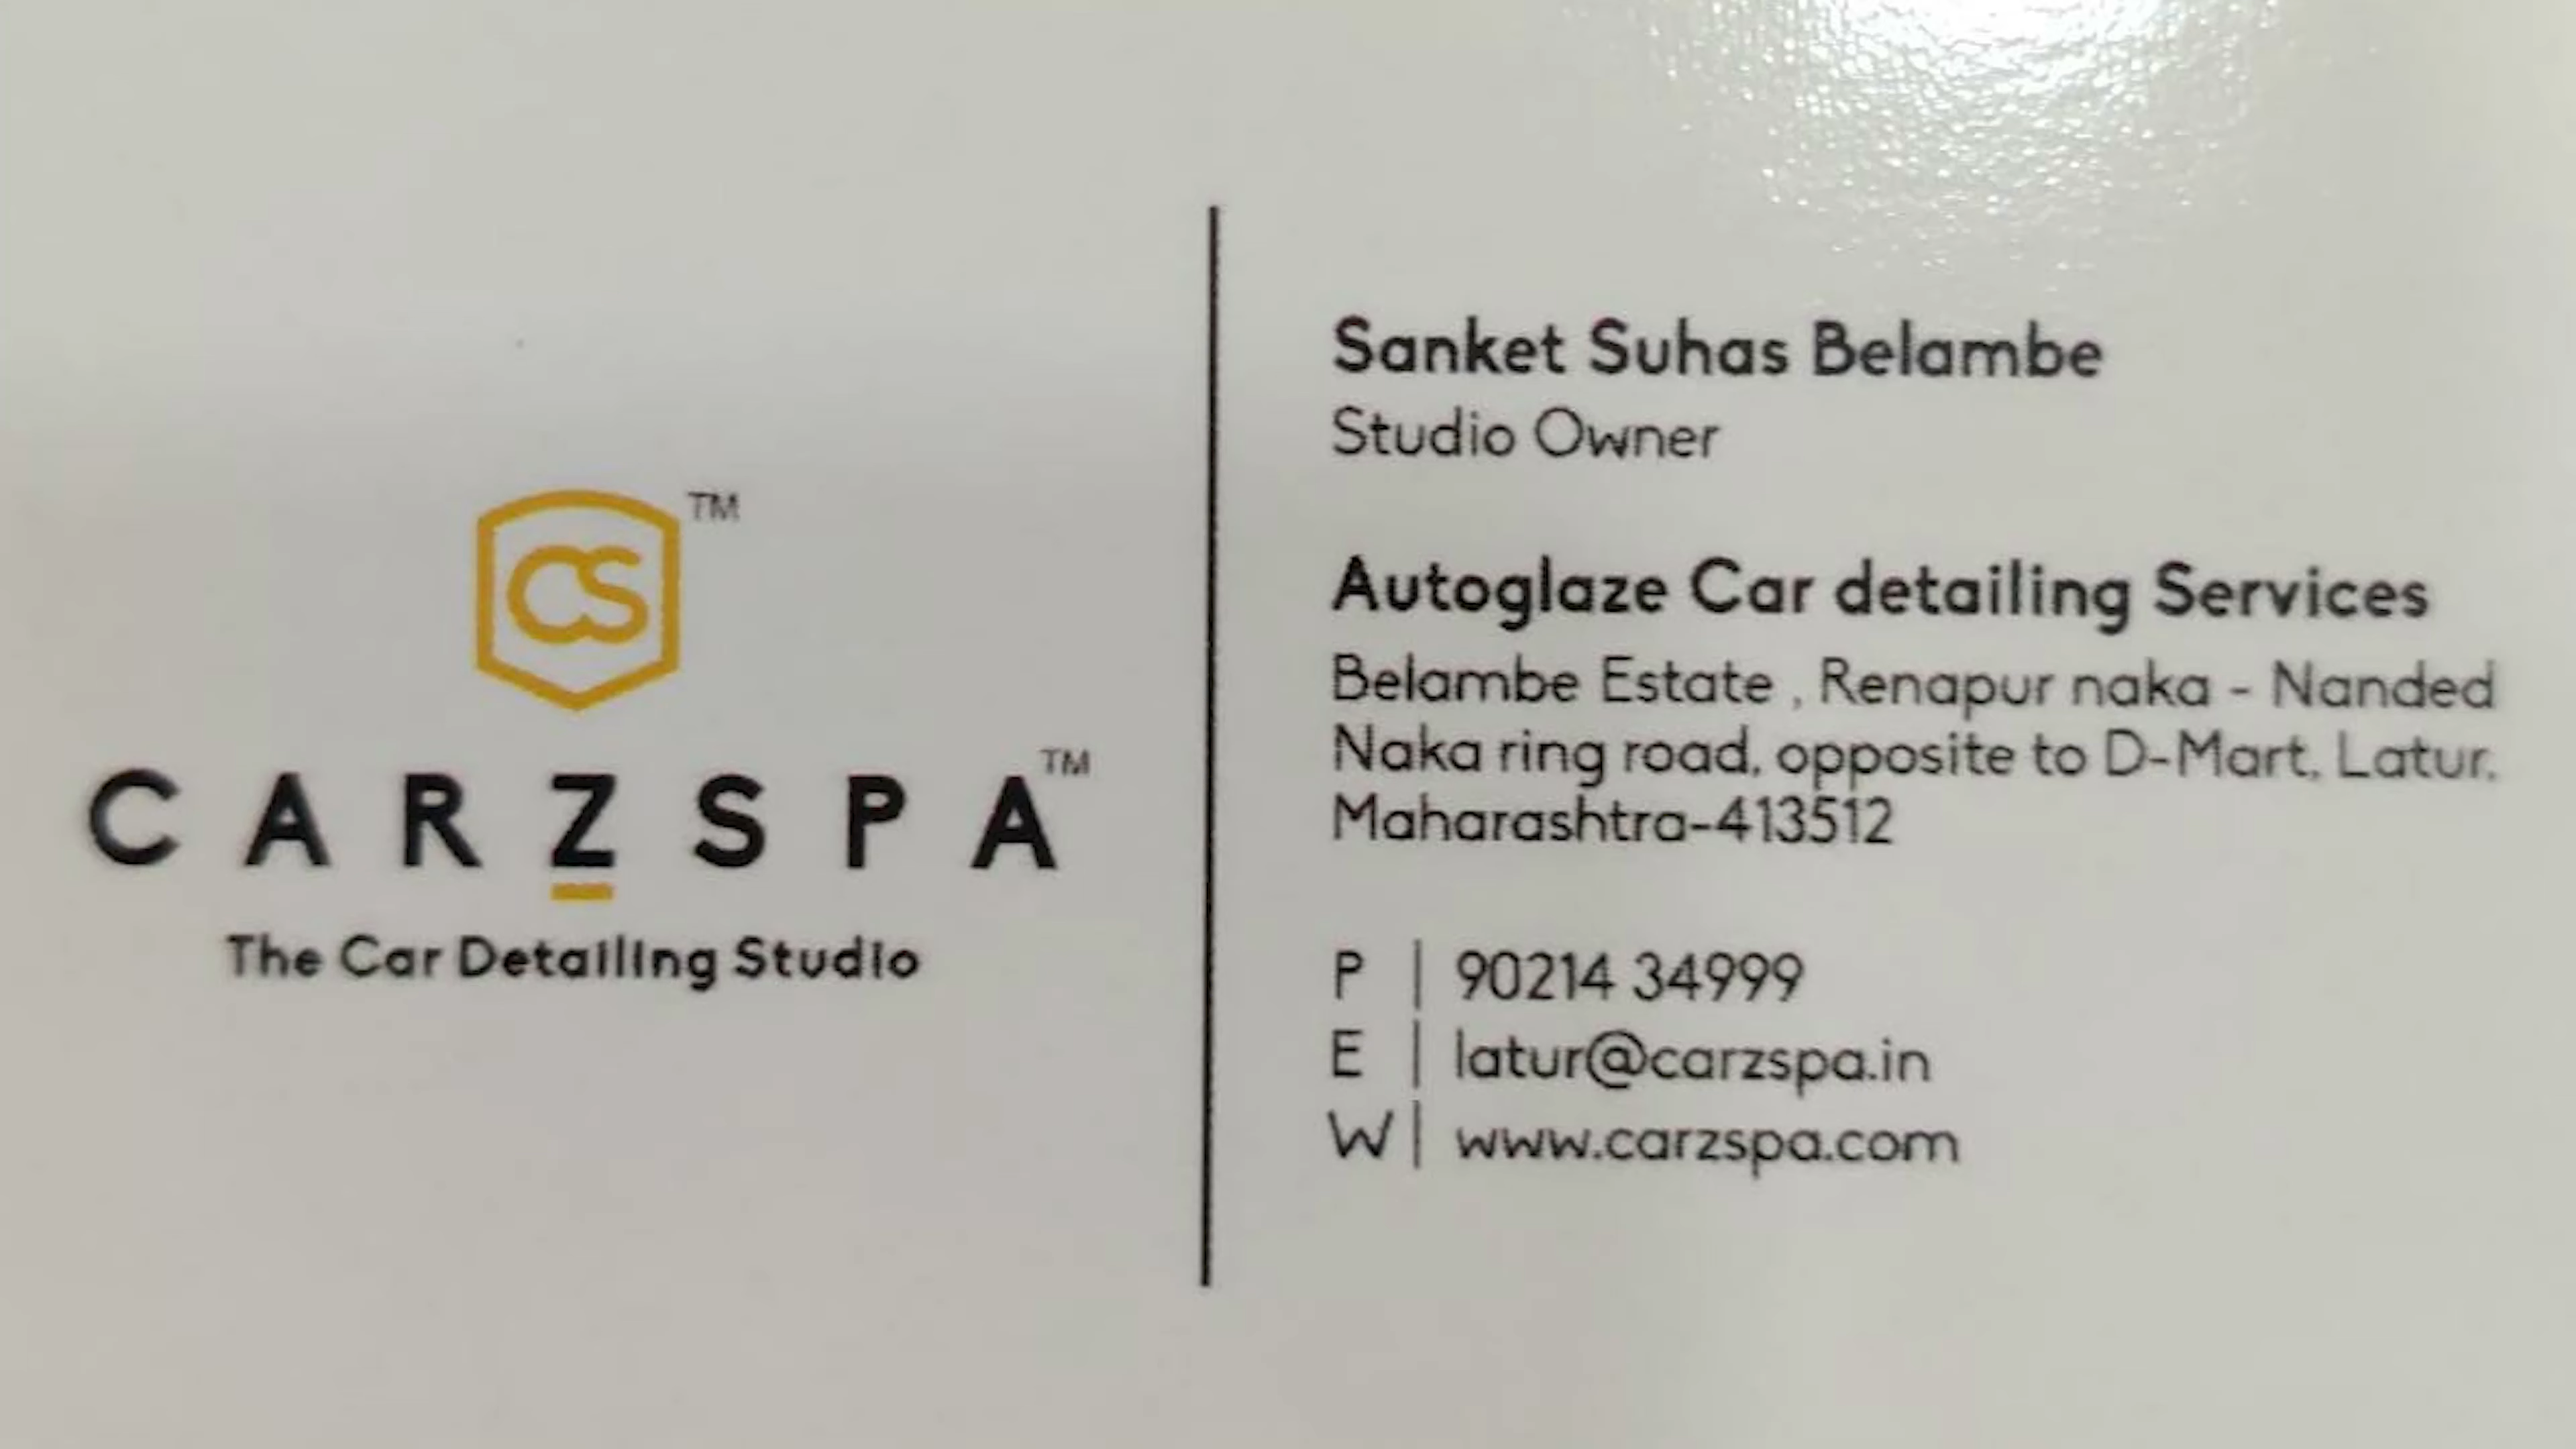 CS TM
CARZSPA TM
The Car Detailing Studio
Sanket Suhas Belambe
Studio Owner
Autoglaze Car detailing Services
Belambe Estate , Renapur naka - Nanded
Naka ring road, opposite to D-Mart, Latur,
Maharashtra-413512
P | 90214 34999
E | latur@carzspa.in
W | www.carzspa.com